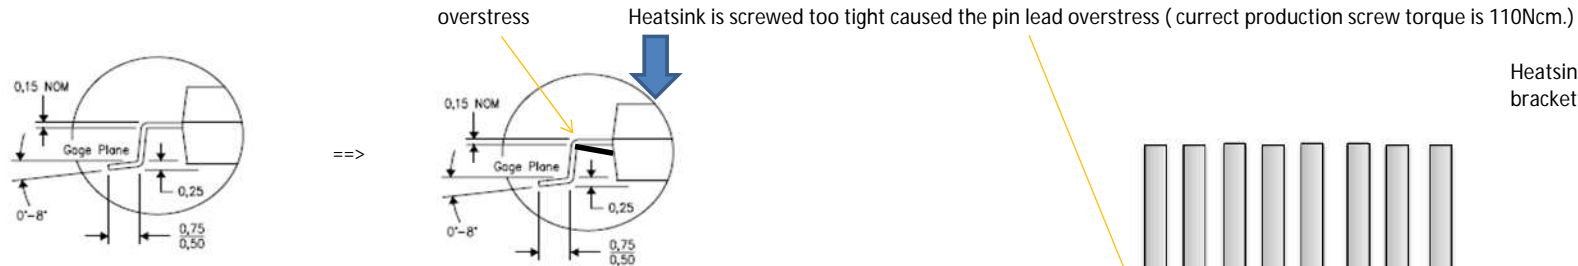 overstress
Heatsink is screwed too tight caused the pin lead overstress ( currect production screw torque is 110Ncm.)
Heatsin
bracket
0,15 NOM
Gage Plane
0,25
0°–8°
0,75
0,50
==>
0,15 NOM
Gage Plane
0,25
0°–8°
0,75
0,50